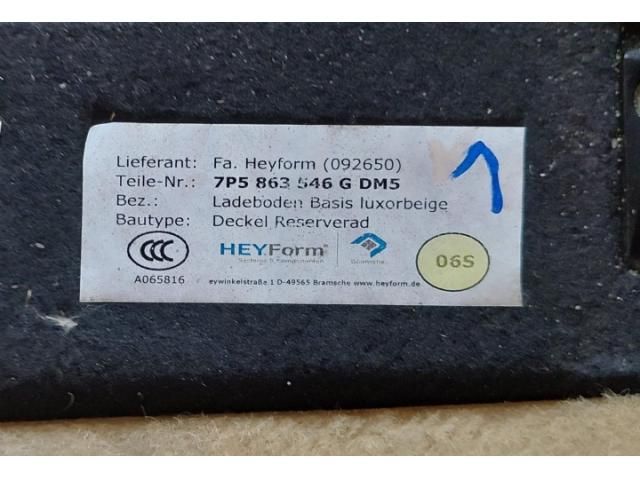 Lieferant: Fa. Heyform (092650)
Teile-Nr.: 7P5 863 546 G DM5
Bez.: Ladeboden Basis luxorbeige
Bautype: Deckel Reserverad
CCC HEYForm® Bramsche 06S
A065816
eywinkelstraße 1 D-49565 Bramsche www.heyform.de